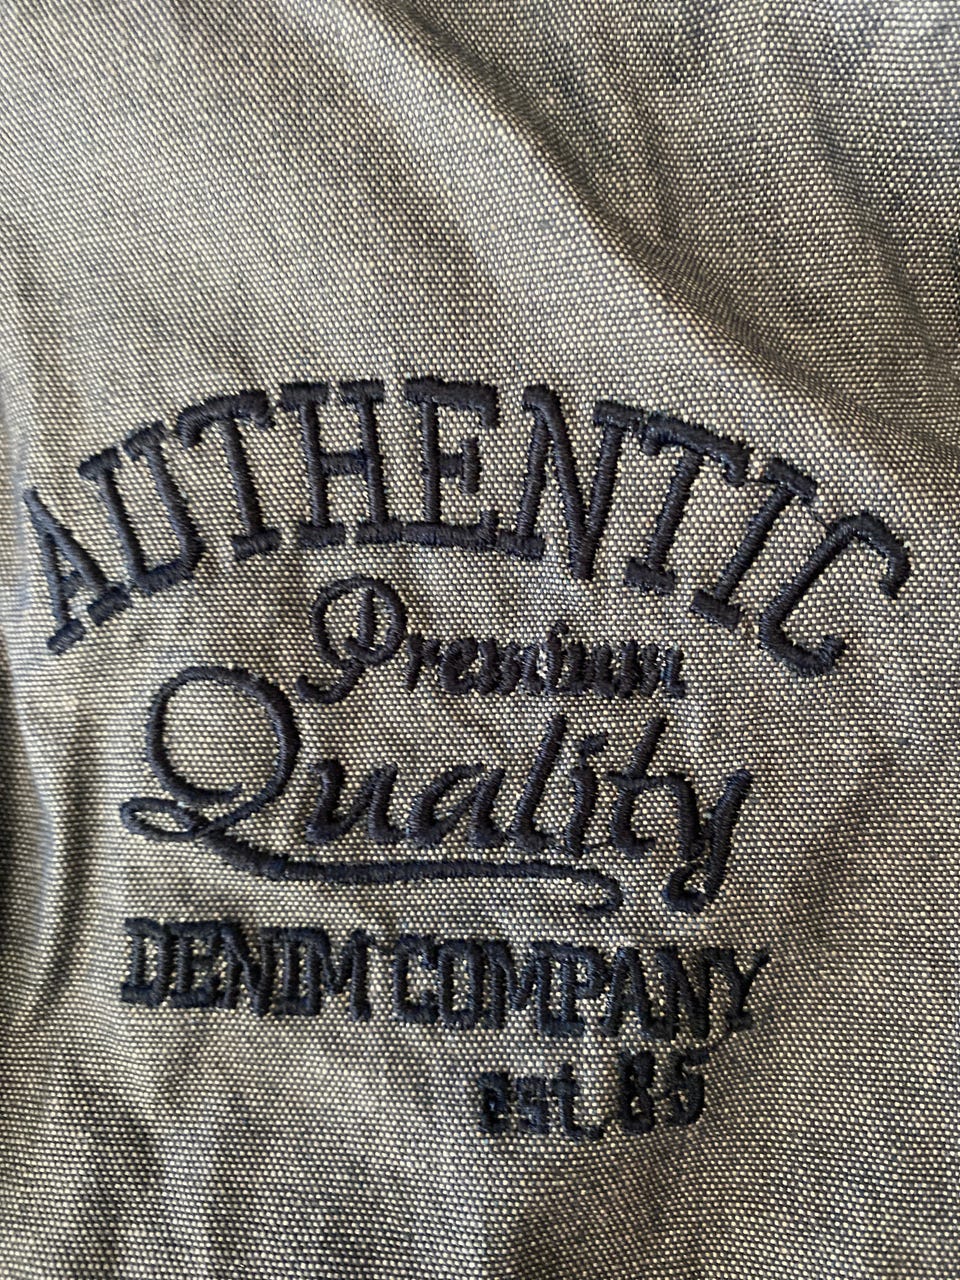 AUTHENTIC
Premium
Quality
DENIM COMPANY
est. 85